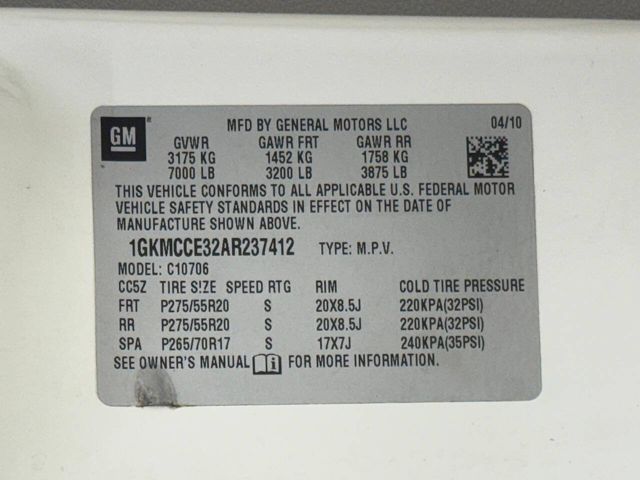 GM
MFD BY GENERAL MOTORS LLC 04/10
GVWR GAWR FRT GAWR RR
3175 KG 1452 KG 1758 KG
7000 LB 3200 LB 3875 LB
THIS VEHICLE CONFORMS TO ALL APPLICABLE U.S. FEDERAL MOTOR
VEHICLE SAFETY STANDARDS IN EFFECT ON THE DATE OF
MANUFACTURE SHOWN ABOVE.
1GKMCCE32AR237412 TYPE: M.P.V.
MODEL: C10706
CC5Z TIRE SIZE SPEED RTG RIM COLD TIRE PRESSURE
FRT P275/55R20 S 20X8.5J 220KPA(32PSI)
RR P275/55R20 S 20X8.5J 220KPA(32PSI)
SPA P265/70R17 S 17X7J 240KPA(35PSI)
SEE OWNER'S MANUAL FOR MORE INFORMATION.